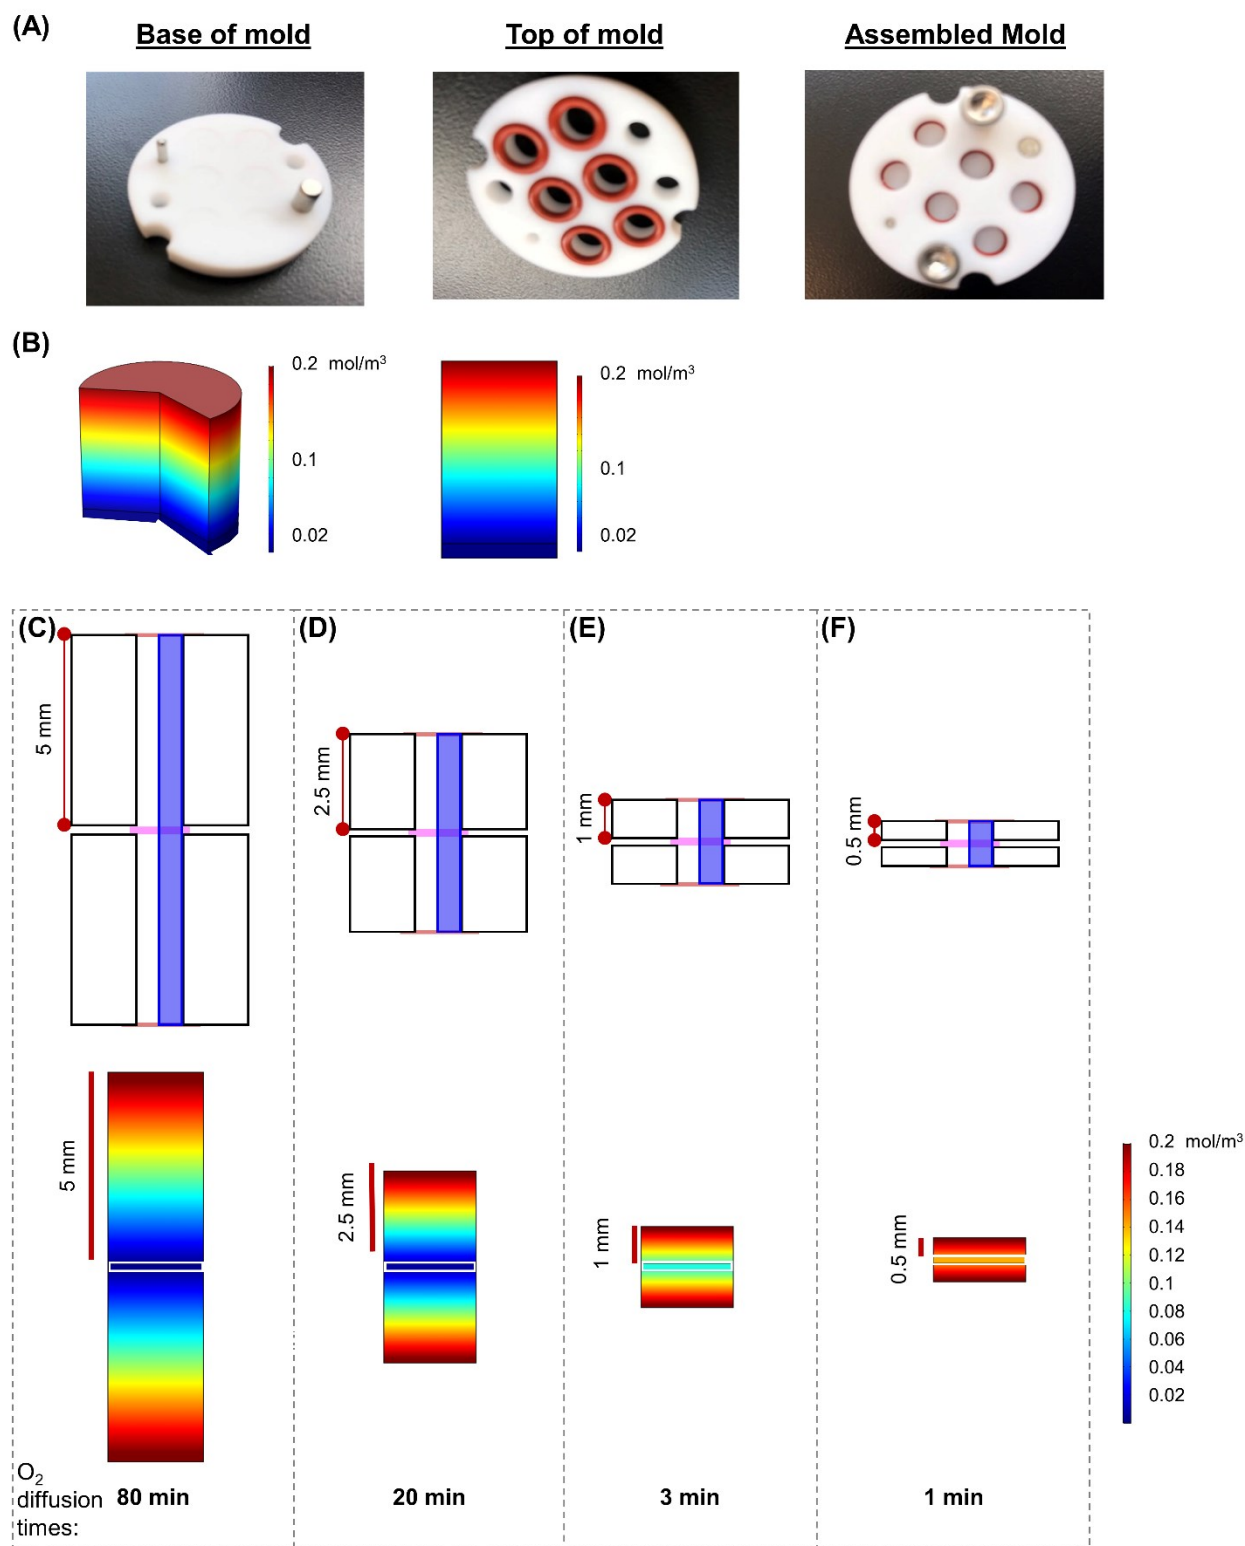 (A)
Base of mold
Top of mold
Assembled Mold
(B)
0.2 mol/m³
0.1
0.02
0.2 mol/m³
0.1
0.02
(C)
5 mm
(D)
2.5 mm
(E)
1 mm
(F)
0.5 mm
5 mm
2.5 mm
1 mm
0.5 mm
0.2 mol/m³
0.18
0.16
0.14
0.12
0.1
0.08
0.06
0.04
0.02
O₂
diffusion
times:
80 min
20 min
3 min
1 min